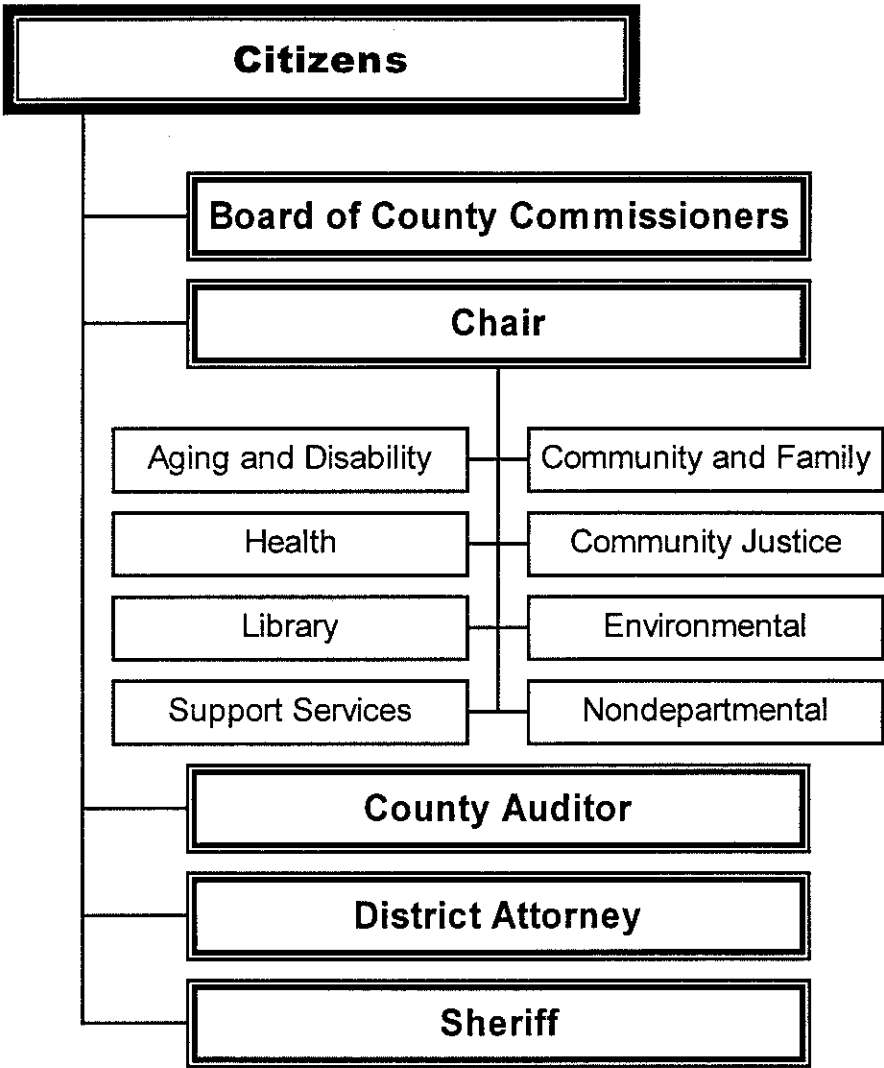 Citizens
Board of County Commissioners
Chair
Aging and Disability
Community and Family
Health
Community Justice
Library
Environmental
Support Services
Nondepartmental
County Auditor
District Attorney
Sheriff